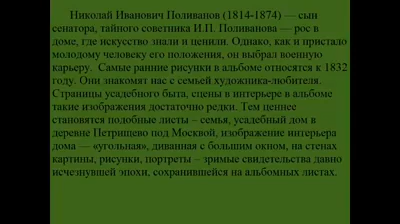 Николай Иванович Поливанов (1814-1874) — сын
сенатора, тайного советника И.П. Поливанова — рос в
доме, где искусство знали и ценили. Однако, как и пристало
молодому человеку его положения, он выбрал военную
карьеру.  Самые ранние рисунки в альбоме относятся к 1832
году. Они знакомят нас с семьей художника-любителя.
Страницы усадебного быта, сцены в интерьере в альбоме
такие изображения достаточно редки. Тем ценнее
становятся подобные листы – семья, усадебный дом в
деревне Петрищево под Москвой, изображение интерьера
дома — «угольная», диванная с большим окном, на стенах
картины, рисунки, портреты – зримые свидетельства давно
исчезнувшей эпохи, сохранившейся на альбомных листах.